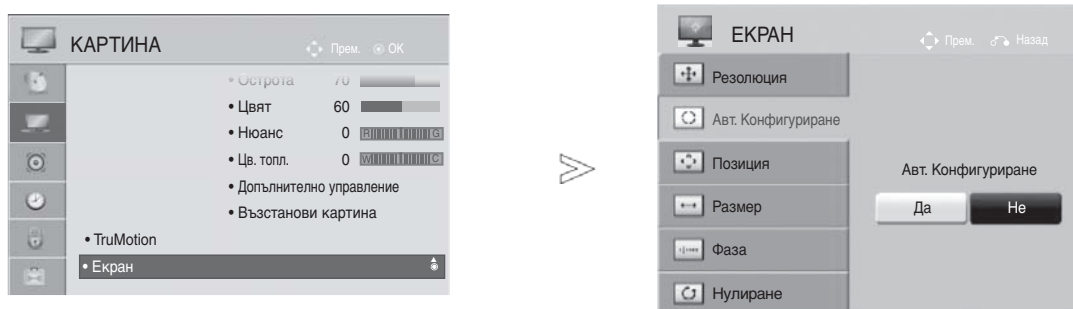 КАРТИНА
Прем. OK
• Острота 70
• Цвят 60
• Нюанс 0 R G
• Цв. топл. 0 W C
• Допълнително управление
• Възстанови картина
• TruMotion
• Екран
ЕКРАН
Прем. Назад
Резолюция
Авт. Конфигуриране
Позиция
Размер
Фаза
Нулиране
Авт. Конфигуриране
Да Не